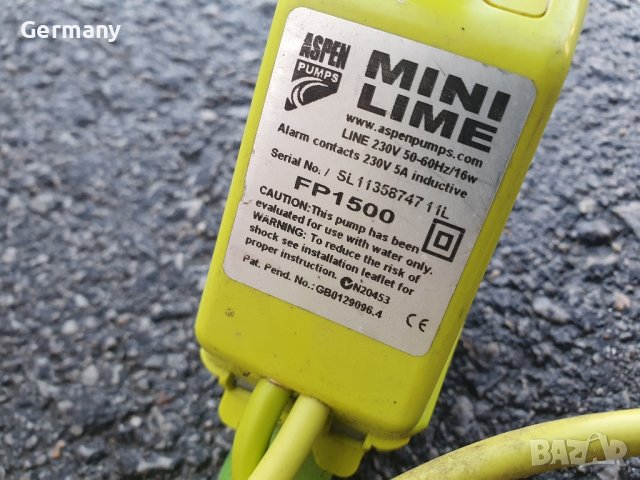 Germany
ASPEN
PUMPS
MINI
LIME
www.aspenpumps.com
LINE 230V 50-60Hz/16w
Alarm contacts 230V 5A inductive
Serial No./ SL1135874711L
FP1500
CAUTION:This pump has been
evaluated for use with water only.
WARNING: To reduce the risk of
shock see installation leaflet for
proper instruction. N20453
Pat. Pend. No.:GB0129096.4
CE
BAZAR